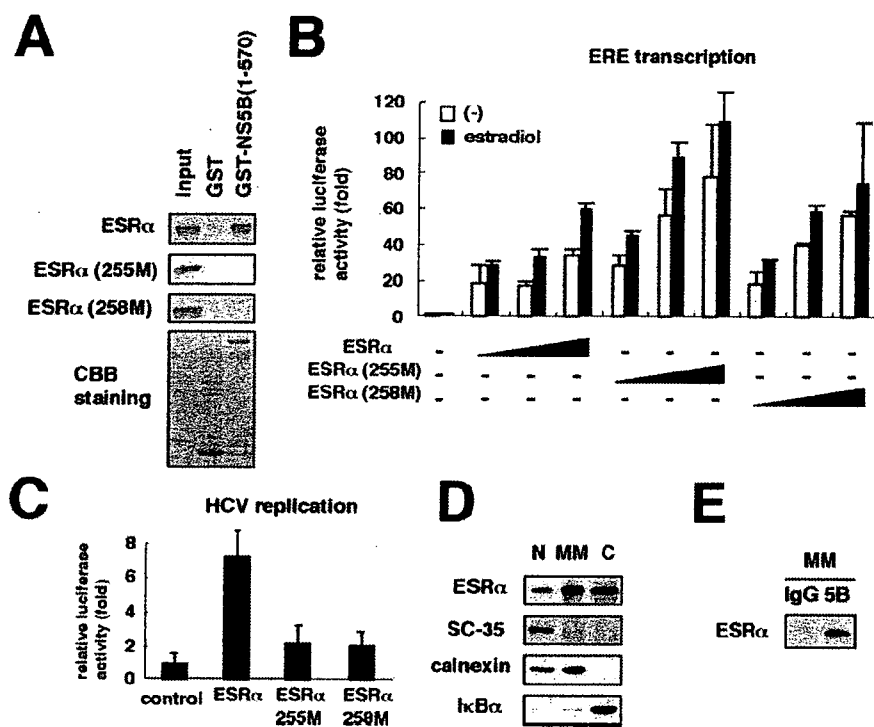 A
Input
GST
GST-NS5B(1-570)
ESRα
ESRα (255M)
ESRα (258M)
CBB
staining
B
ERE transcription
(-)
estradiol
relative luciferase
activity (fold)
120
100
80
60
40
20
0
ESRα - - - - - - -
ESRα (255M) - - - - - - -
ESRα (258M) - - - - - - -
C
HCV replication
relative luciferase
activity (fold)
8
6
4
2
0
control ESRα ESRα ESRα
255M 258M
D
N MM C
ESRα
SC-35
calnexin
IκBα
E
MM
IgG 5B
ESRα